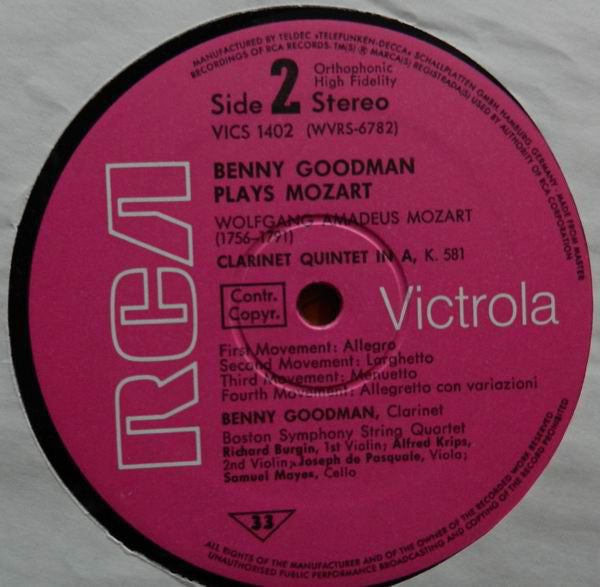 MANUFACTURED BY TELDEC »TELEFUNKEN-DECCA« SCHALLPLATTEN GMBH, HAMBURG, GERMANY - MADE FROM MASTER
RECORDINGS OF RCA RECORDS. TM(S) ® MARCA(S) REGISTRADA(S) USED BY AUTHORITY OF RCA CORPORATION
Side 2 Orthophonic
High Fidelity
Stereo
VICS 1402 (WVRS-6782)
BENNY GOODMAN
PLAYS MOZART
WOLFGANG AMADEUS MOZART
(1756-1791)
CLARINET QUINTET IN A, K. 581
Contr.
Copyr.
RCA
Victrola
First Movement: Allegro
Second Movement: Larghetto
Third Movement: Menuetto
Fourth Movement: Allegretto con variazioni
BENNY GOODMAN, Clarinet
Boston Symphony String Quartet
Richard Burgin, 1st Violin; Alfred Krips,
2nd Violin; Joseph de Pasquale, Viola;
Samuel Mayes, Cello
33
ALL RIGHTS OF THE MANUFACTURER AND OF THE OWNER OF THE RECORDED WORK RESERVED
UNAUTHORISED PUBLIC PERFORMANCE BROADCASTING AND COPYING OF THE RECORD PROHIBITED